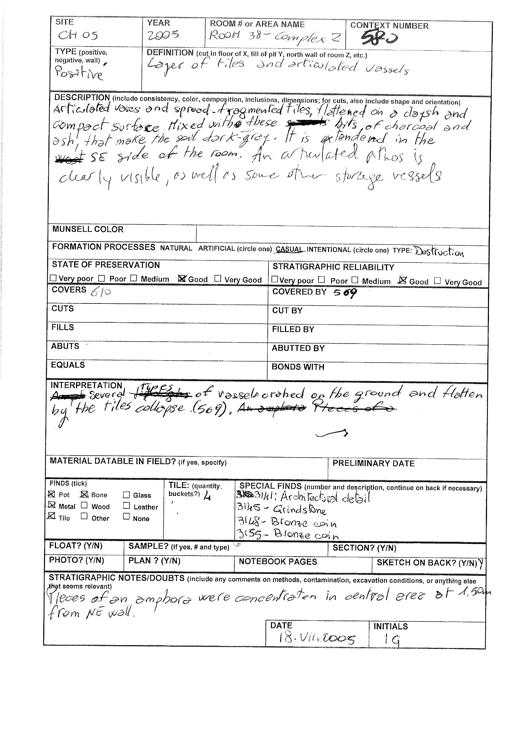 SITE YEAR ROOM # or AREA NAME CONTEXT NUMBER
CH 05 2005 ROOM 38 - Complex Z 580
TYPE (positive, negative, wall) DEFINITION (cut in floor of X, fill of pit Y, north wall of room Z, etc.)
Positive Layer of tiles and articulated vessels
DESCRIPTION (include consistency, color, composition, inclusions, dimensions; for cuts, also include shape and orientation)
Articulated vases and spread fragmented tiles, flattened on a clayish and
compact surface. Mixed with these bits, of charcoal and
ash, that make the soil dark-grey. It is extendened in the
SE side of the room. An articulated pithos is
clearly visible, as well as some other storage vessels
MUNSELL COLOR
FORMATION PROCESSES NATURAL ARTIFICIAL (circle one) CASUAL INTENTIONAL (circle one) TYPE: Destruction
STATE OF PRESERVATION STRATIGRAPHIC RELIABILITY
☐ Very poor ☐ Poor ☐ Medium ☒ Good ☐ Very Good ☐ Very poor ☐ Poor ☐ Medium ☒ Good ☐ Very Good
COVERS 610 COVERED BY 569
CUTS CUT BY
FILLS FILLED BY
ABUTS ABUTTED BY
EQUALS BONDS WITH
INTERPRETATION
Several Types of vassels crahed on the ground and flatten
by the tiles collapse (569). An amphora Pieces of a
MATERIAL DATABLE IN FIELD? (if yes, specify) PRELIMINARY DATE
FINDS (tick) TILE: (quantity, buckets?) 4 SPECIAL FINDS (number and description, continue on back if necessary)
☒ Pot ☒ Bone ☐ Glass 3141: Architectural detail
☒ Metal ☐ Wood ☐ Leather 3145 - Grindstone
☒ Tile ☐ Other ☐ None 3148 - Bronze coin
3155 - Bronze coin
FLOAT? (Y/N) SAMPLE? (if yes, # and type) SECTION? (Y/N)
PHOTO? (Y/N) PLAN ? (Y/N) NOTEBOOK PAGES SKETCH ON BACK? (Y/N) Y
STRATIGRAPHIC NOTES/DOUBTS (include any comments on methods, contamination, excavation conditions, or anything else that seems relevant)
Pieces of an amphora were concentraten in central area at 1,50m
from NE wall.
DATE INITIALS
18.VII.2005 IG